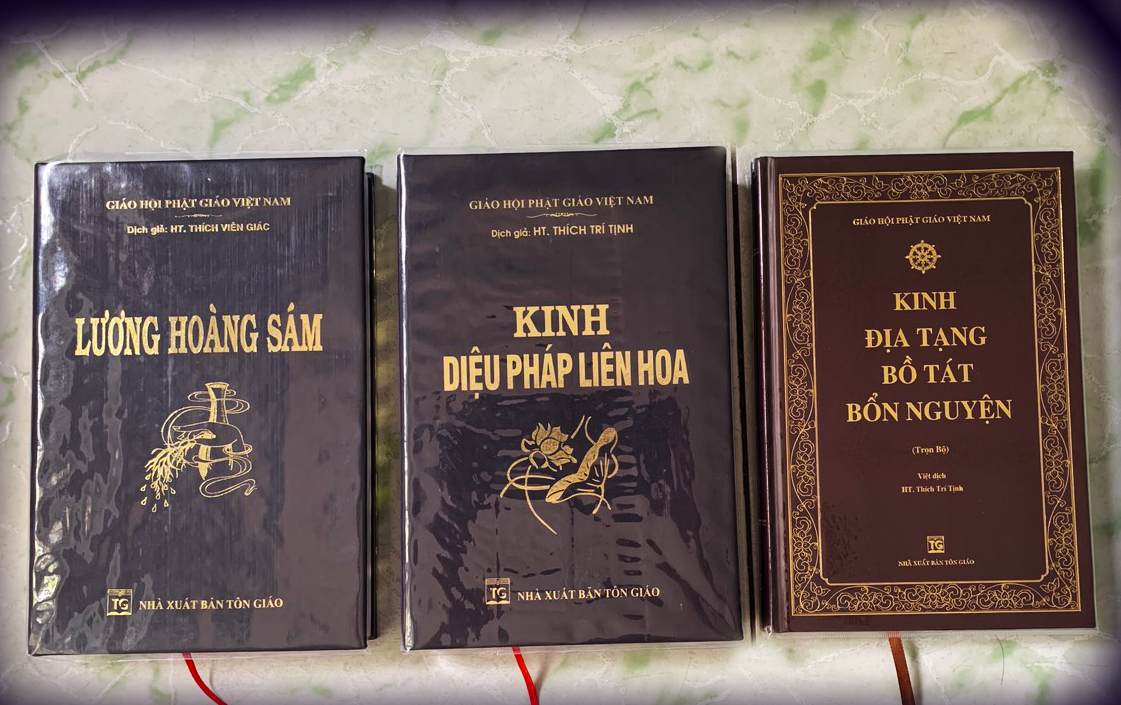 GIÁO HỘI PHẬT GIÁO VIỆT NAM
Dịch giả: HT. THÍCH VIÊN GIÁC
LƯƠNG HOÀNG SÁM
TG NHÀ XUẤT BẢN TÔN GIÁO
GIÁO HỘI PHẬT GIÁO VIỆT NAM
Dịch giả: HT. THÍCH TRÍ TỊNH
KINH
DIỆU PHÁP LIÊN HOA
TG NHÀ XUẤT BẢN TÔN GIÁO
GIÁO HỘI PHẬT GIÁO VIỆT NAM
KINH
ĐỊA TẠNG
BỒ TÁT
BỔN NGUYỆN
(Trọn Bộ)
Việt dịch
HT. Thích Trí Tịnh
TG
NHÀ XUẤT BẢN TÔN GIÁO